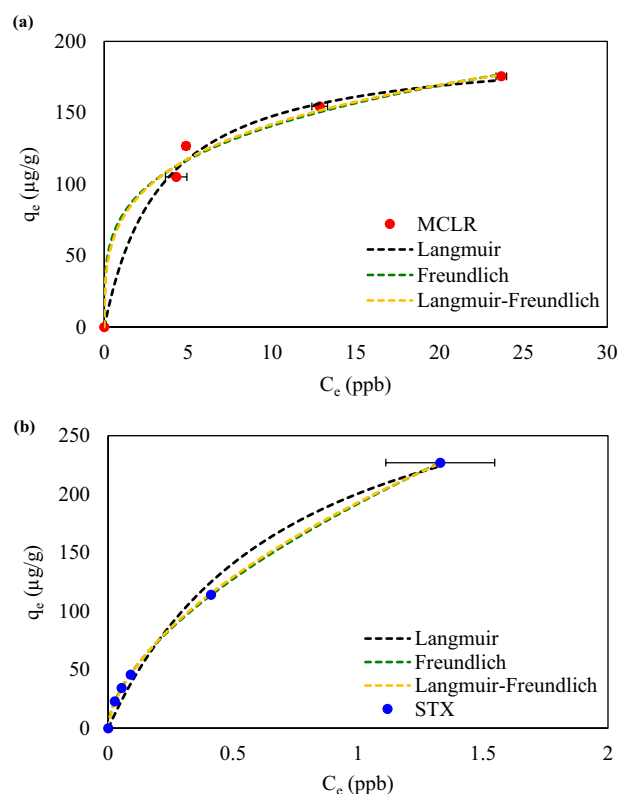 (a)
200
150
100
50
0
qₑ (µg/g)
MCLR
Langmuir
Freundlich
Langmuir-Freundlich
0 5 10 15 20 25 30
Cₑ (ppb)
(b)
250
200
150
100
50
0
qₑ (µg/g)
Langmuir
Freundlich
Langmuir-Freundlich
STX
0 0.5 1 1.5 2
Cₑ (ppb)